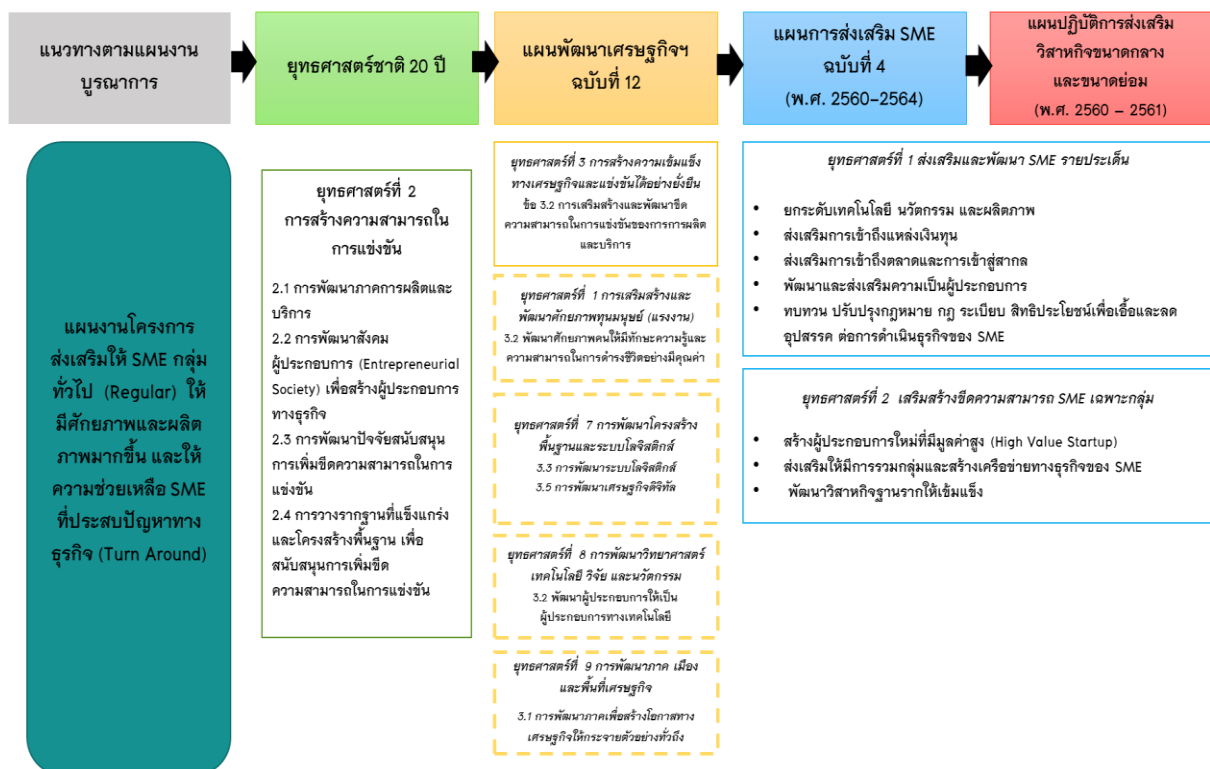 แนวทางตามแผนงาน
บูรณาการ
ยุทธศาสตร์ชาติ 20 ปี
แผนพัฒนาเศรษฐกิจฯ
ฉบับที่ 12
แผนการส่งเสริม SME
ฉบับที่ 4
(พ.ศ. 2560-2564)
แผนปฏิบัติการส่งเสริม
วิสาหกิจขนาดกลาง
และขนาดย่อม
(พ.ศ. 2560 - 2561)
แผนงานโครงการ
ส่งเสริมให้ SME กลุ่ม
ทั่วไป (Regular) ให้
มีศักยภาพและผลิต
ภาพมากขึ้น และให้
ความช่วยเหลือ SME
ที่ประสบปัญหาทาง
ธุรกิจ (Turn Around)
ยุทธศาสตร์ที่ 2
การสร้างความสามารถใน
การแข่งขัน
2.1 การพัฒนาภาคการผลิตและ
บริการ
2.2 การพัฒนาสังคม
ผู้ประกอบการ (Entrepreneurial
Society) เพื่อสร้างผู้ประกอบการ
ทางธุรกิจ
2.3 การพัฒนาปัจจัยสนับสนุน
การเพิ่มขีดความสามารถในการ
แข่งขัน
2.4 การวางรากฐานที่แข็งแกร่ง
และโครงสร้างพื้นฐาน เพื่อ
สนับสนุนการเพิ่มขีด
ความสามารถในการแข่งขัน
ยุทธศาสตร์ที่ 3 การสร้างความเข้มแข็ง
ทางเศรษฐกิจและแข่งขันได้อย่างยั่งยืน
ข้อ 3.2 การเสริมสร้างและพัฒนาขีด
ความสามารถในการแข่งขันของการการผลิต
และบริการ
ยุทธศาสตร์ที่ 1 การเสริมสร้างและ
พัฒนาศักยภาพทุนมนุษย์ (แรงงาน)
3.2 พัฒนาศักยภาพคนให้มีทักษะความรู้และ
ความสามารถในการดำรงชีวิตอย่างมีคุณค่า
ยุทธศาสตร์ที่ 7 การพัฒนาโครงสร้าง
พื้นฐานและระบบโลจิสติกส์
3.3 การพัฒนาระบบโลจิสติกส์
3.5 การพัฒนาเศรษฐกิจดิจิทัล
ยุทธศาสตร์ที่ 8 การพัฒนาวิทยาศาสตร์
เทคโนโลยี วิจัย และนวัตกรรม
3.2 พัฒนาผู้ประกอบการให้เป็น
ผู้ประกอบการทางเทคโนโลยี
ยุทธศาสตร์ที่ 9 การพัฒนาภาค เมือง
และพื้นที่เศรษฐกิจ
3.1 การพัฒนาภาคเพื่อสร้างโอกาสทาง
เศรษฐกิจให้กระจายตัวอย่างทั่วถึง
ยุทธศาสตร์ที่ 1 ส่งเสริมและพัฒนา SME รายประเด็น
• ยกระดับเทคโนโลยี นวัตกรรม และผลิตภาพ
• ส่งเสริมการเข้าถึงแหล่งเงินทุน
• ส่งเสริมการเข้าถึงตลาดและการเข้าสู่สากล
• พัฒนาและส่งเสริมความเป็นผู้ประกอบการ
• ทบทวน ปรับปรุงกฎหมาย กฎ ระเบียบ สิทธิประโยชน์เพื่อเอื้อและลด
อุปสรรค ต่อการดำเนินธุรกิจของ SME
ยุทธศาสตร์ที่ 2 เสริมสร้างขีดความสามารถ SME เฉพาะกลุ่ม
• สร้างผู้ประกอบการใหม่ที่มีมูลค่าสูง (High Value Startup)
• ส่งเสริมให้มีการรวมกลุ่มและสร้างเครือข่ายทางธุรกิจของ SME
• พัฒนาวิสาหกิจฐานรากให้เข้มแข็ง